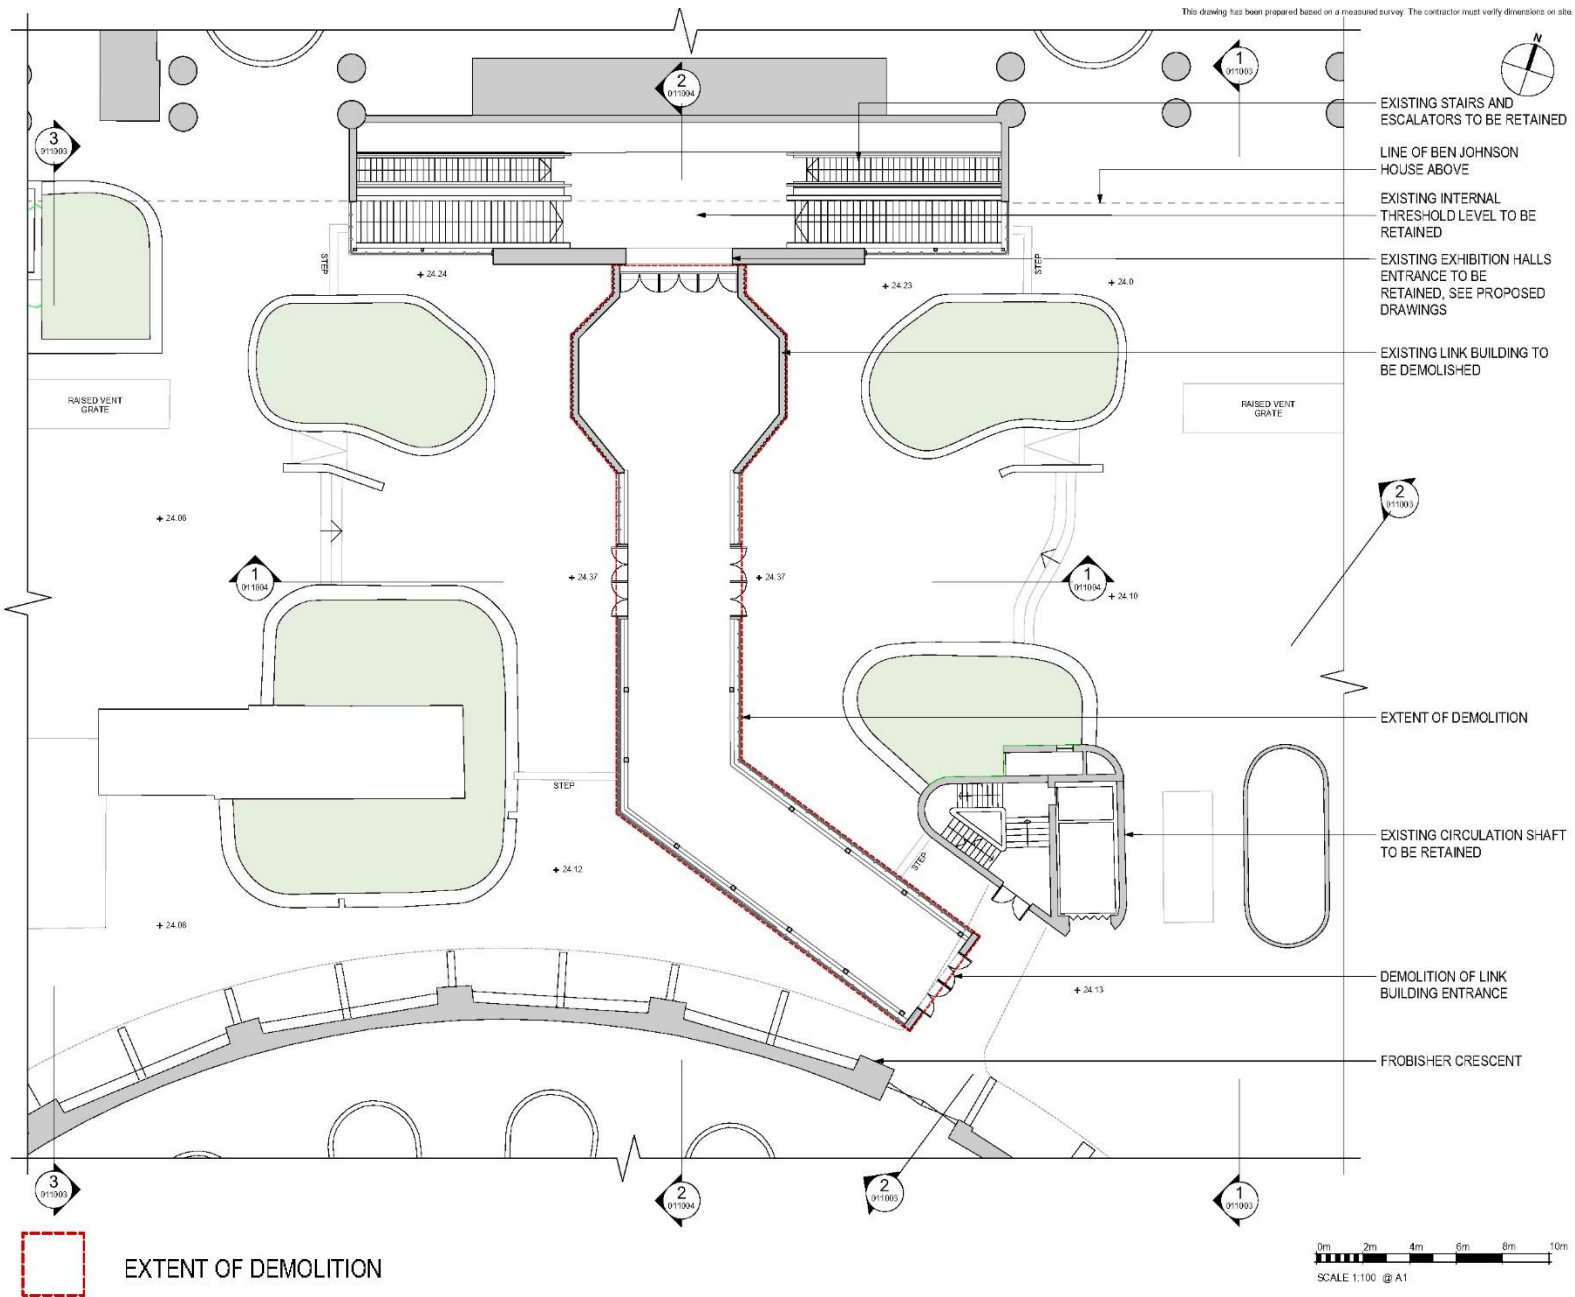 This drawing has been prepared based on a measured survey. The contractor must verify dimensions on site.
N
2
011004
1
011003
3
011003
EXISTING STAIRS AND
ESCALATORS TO BE RETAINED
LINE OF BEN JOHNSON
HOUSE ABOVE
EXISTING INTERNAL
THRESHOLD LEVEL TO BE
RETAINED
EXISTING EXHIBITION HALLS
ENTRANCE TO BE
RETAINED, SEE PROPOSED
DRAWINGS
EXISTING LINK BUILDING TO
BE DEMOLISHED
STEP
+ 24.24
+ 24.23
STEP
+ 24.0
RAISED VENT
GRATE
RAISED VENT
GRATE
2
011003
+ 24.06
1
011004
+ 24.37
+ 24.37
1
011004
+ 24.10
EXTENT OF DEMOLITION
STEP
EXISTING CIRCULATION SHAFT
TO BE RETAINED
STEP
+ 24.12
+ 24.06
DEMOLITION OF LINK
BUILDING ENTRANCE
+ 24.13
FROBISHER CRESCENT
3
011003
2
011004
2
011003
1
011003
EXTENT OF DEMOLITION
0m 2m 4m 6m 8m 10m
SCALE 1:100 @ A1